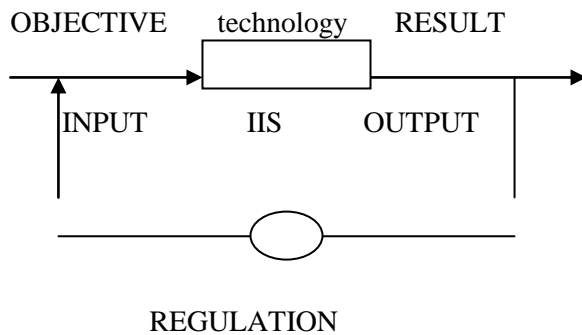 OBJECTIVE technology RESULT
INPUT IIS OUTPUT
REGULATION